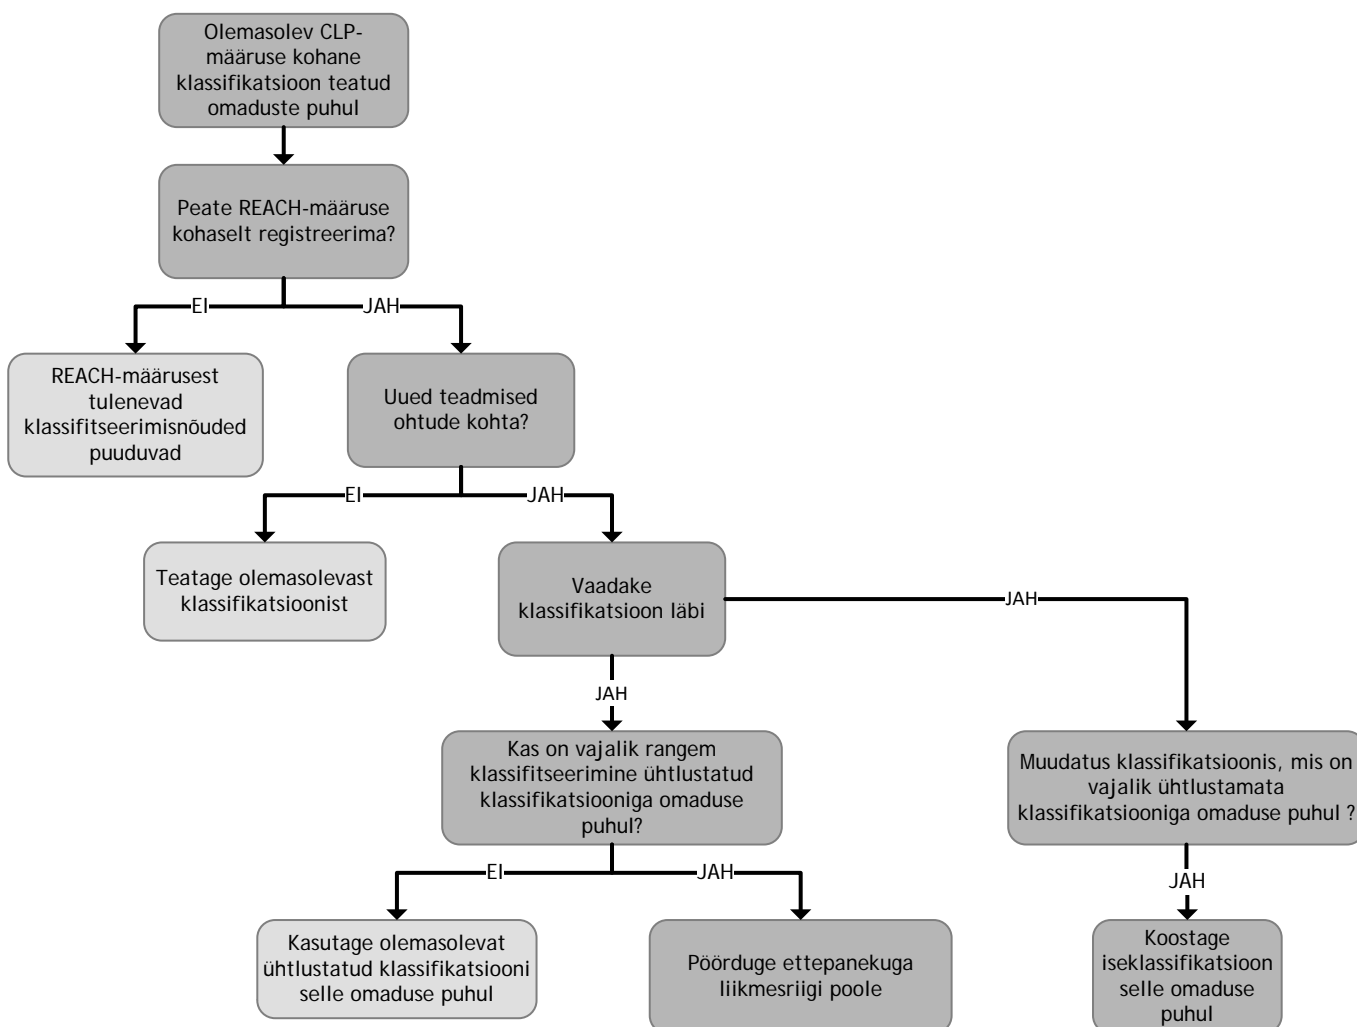 Olemasolev CLP-
määruse kohane
klassifikatsioon teatud
omaduste puhul
Peate REACH-määruse
kohaselt registreerima?
EI
JAH
REACH-määrusest
tulenevad
klassifitseerimisnõuded
puuduvad
Uued teadmised
ohtude kohta?
EI
JAH
Teatage olemasolevast
klassifikatsioonist
Vaadake
klassifikatsioon läbi
JAH
JAH
Kas on vajalik rangem
klassifitseerimine ühtlustatud
klassifikatsiooniga omaduse
puhul?
Muudatus klassifikatsioonis, mis on
vajalik ühtlustamata
klassifikatsiooniga omaduse puhul ?
EI
JAH
JAH
Kasutage olemasolevat
ühtlustatud klassifikatsiooni
selle omaduse puhul
Pöörduge ettepanekuga
liikmesriigi poole
Koostage
iseklassifikatsioon
selle omaduse
puhul